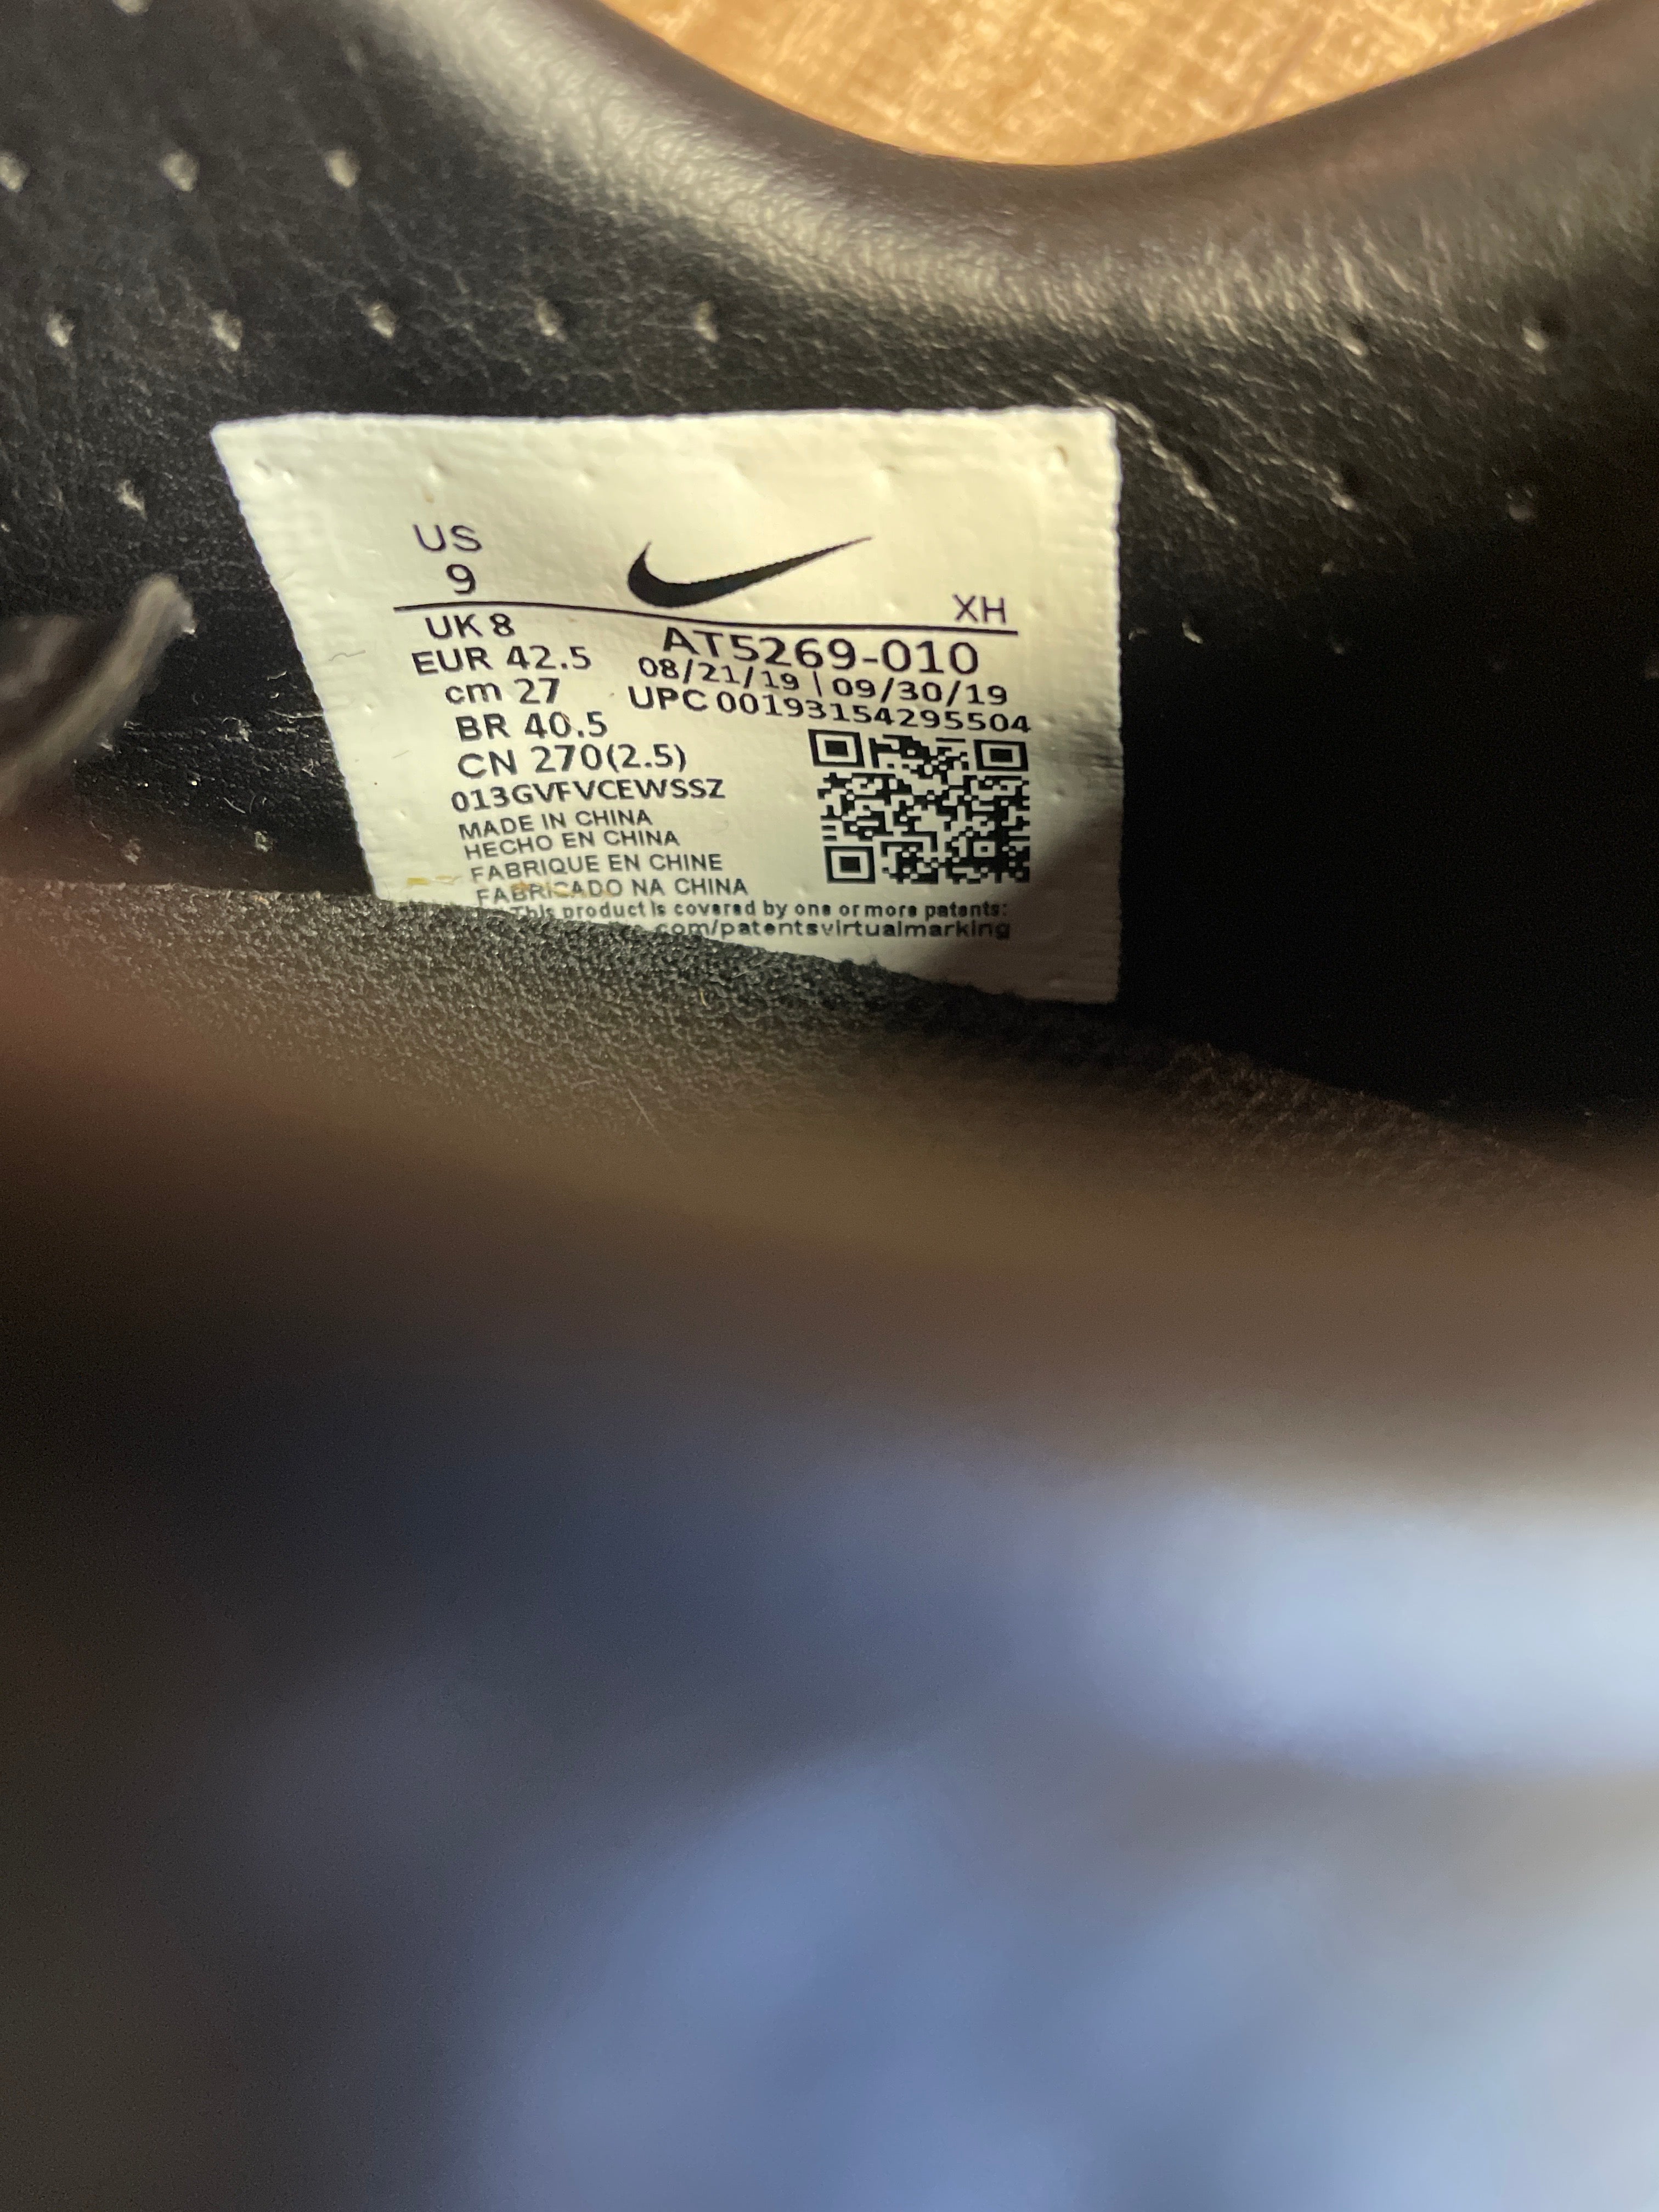 US
9
XH
UK 8
EUR 42.5
cm 27
BR 40.5
CN 270(2.5)
013GVFVCEWSSZ
AT5269-010
08/21/19 | 09/30/19
UPC 00193154295504
MADE IN CHINA
HECHO EN CHINA
FABRIQUE EN CHINE
FABRICADO NA CHINA
This product is covered by one or more patents:
com/patentsvirtualmarking